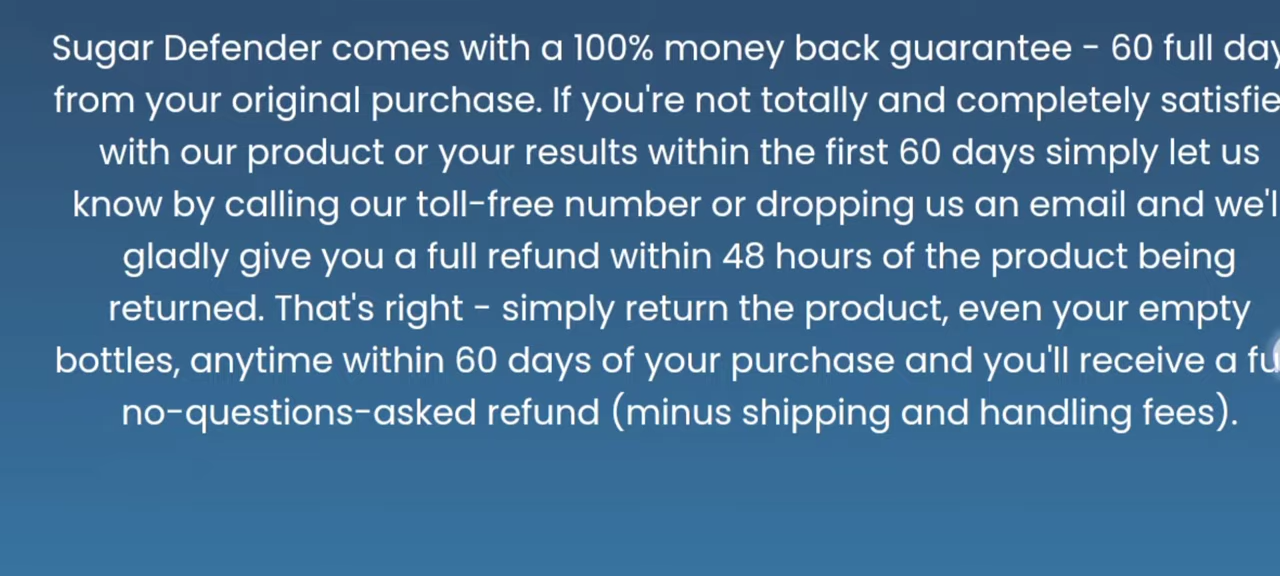 Sugar Defender comes with a 100% money back guarantee - 60 full day
from your original purchase. If you're not totally and completely satisfie
with our product or your results within the first 60 days simply let us
know by calling our toll-free number or dropping us an email and we'l
gladly give you a full refund within 48 hours of the product being
returned. That's right - simply return the product, even your empty
bottles, anytime within 60 days of your purchase and you'll receive a fu
no-questions-asked refund (minus shipping and handling fees).